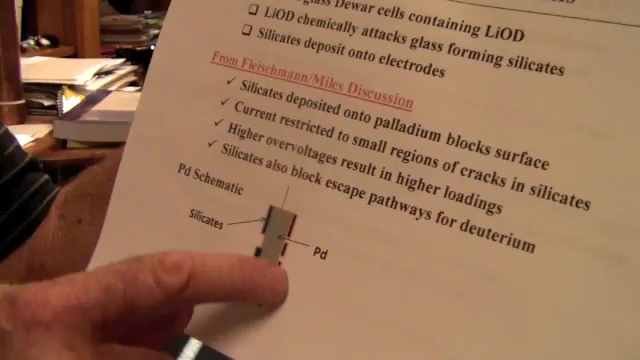 glass Dewar cells containing LiOD
❑ LiOD chemically attacks glass forming silicates
❑ Silicates deposit onto electrodes
From Fleischmann/Miles Discussion
✓ Silicates deposited onto palladium blocks surface
✓ Current restricted to small regions of cracks in silicates
✓ Higher overvoltages result in higher loadings
✓ Silicates also block escape pathways for deuterium
Pd Schematic
Silicates
Pd